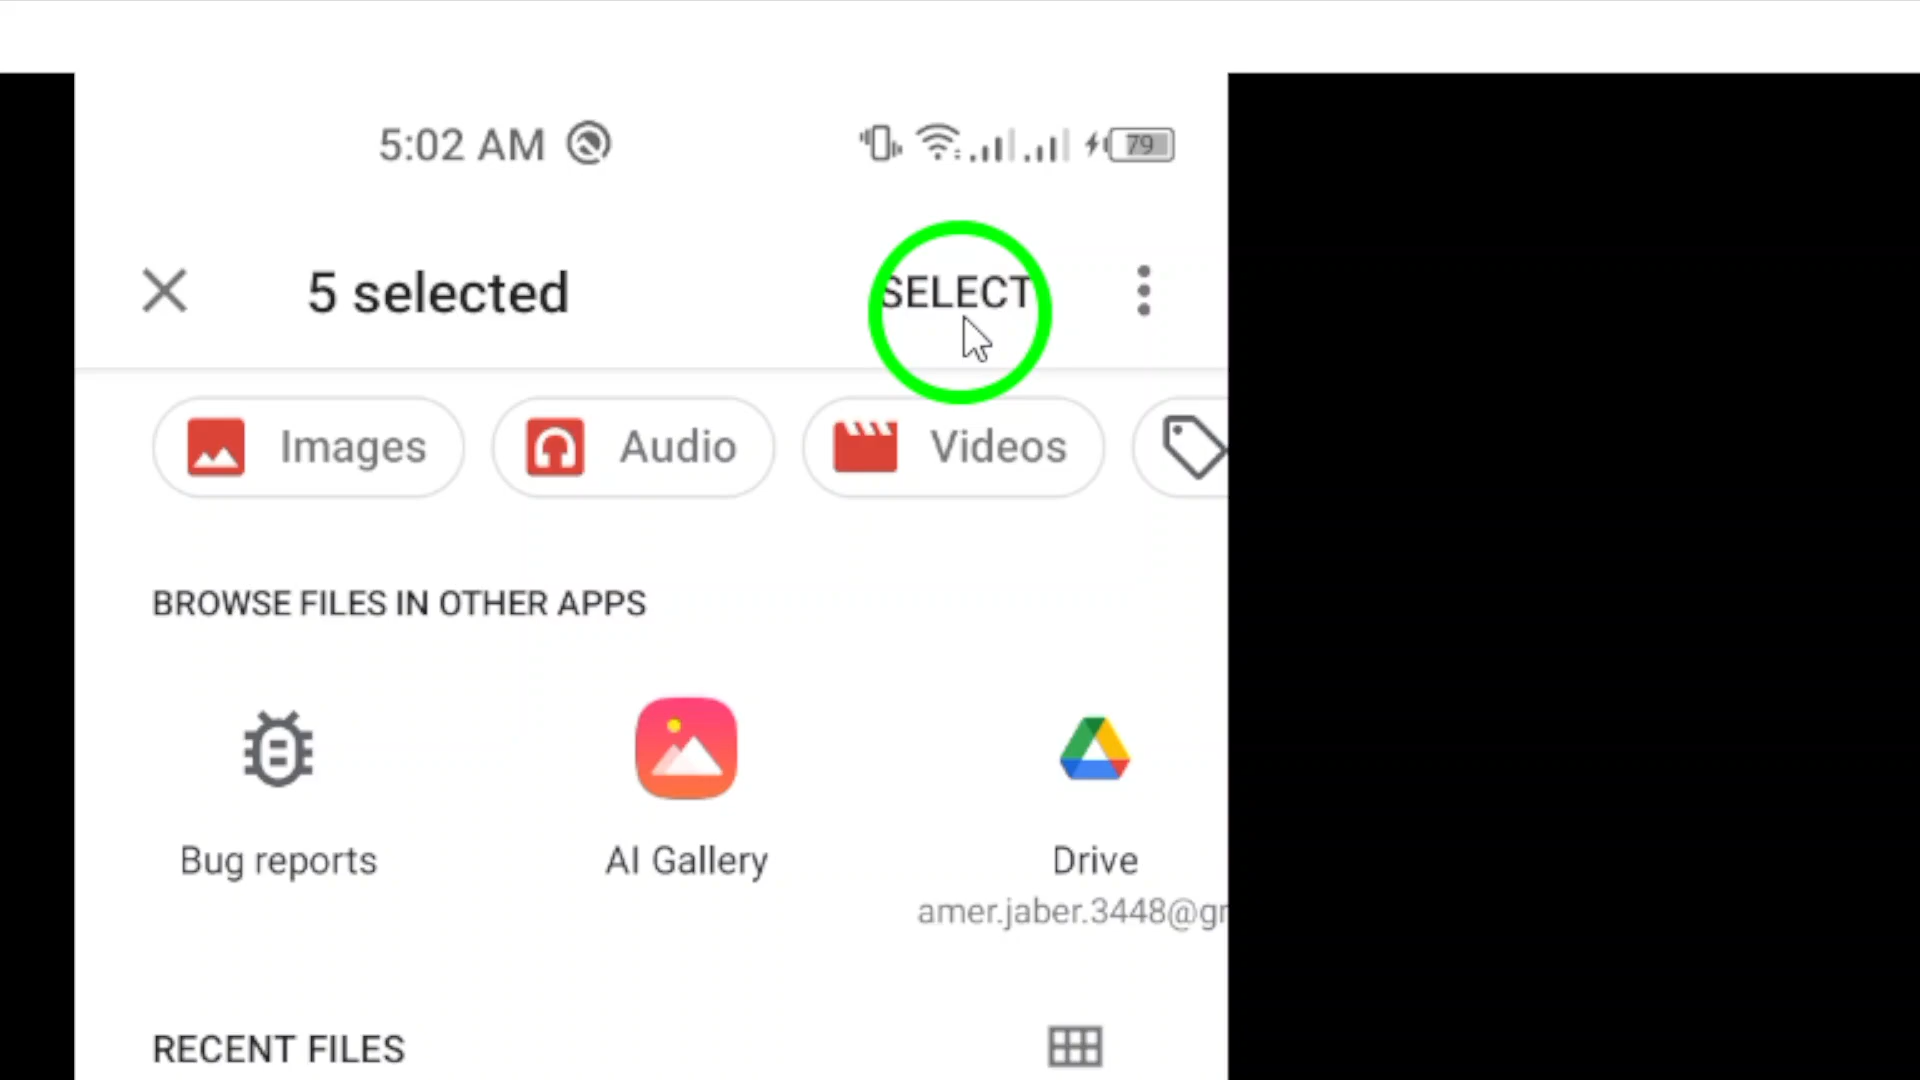 5:02 AM 79
5 selected SELECT
Images Audio Videos
BROWSE FILES IN OTHER APPS
Bug reports AI Gallery Drive
amer.jaber.3448@gr
RECENT FILES